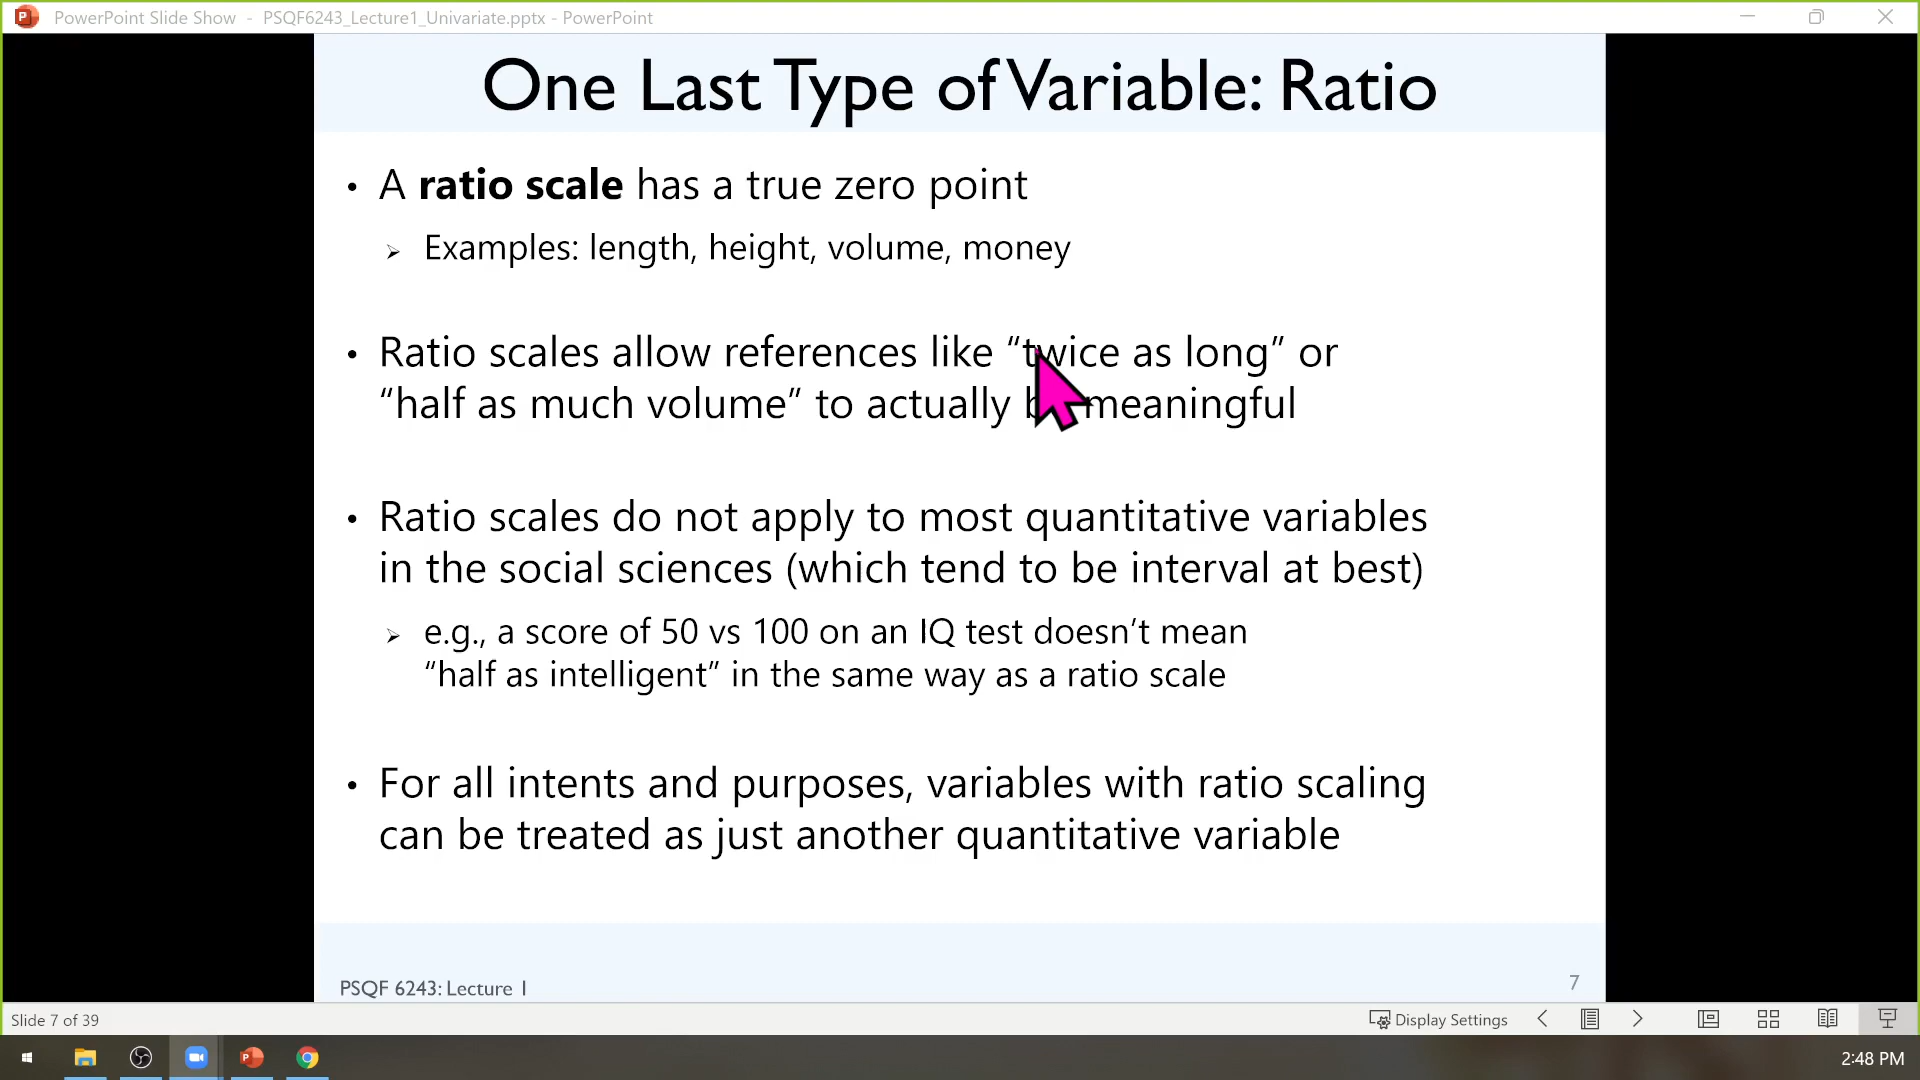 PowerPoint Slide Show - PSQF6243_Lecture1_Univariate.pptx - PowerPoint
One Last Type of Variable: Ratio
• A ratio scale has a true zero point
➢ Examples: length, height, volume, money
• Ratio scales allow references like “twice as long” or
“half as much volume” to actually be meaningful
• Ratio scales do not apply to most quantitative variables
in the social sciences (which tend to be interval at best)
➢ e.g., a score of 50 vs 100 on an IQ test doesn’t mean
“half as intelligent” in the same way as a ratio scale
• For all intents and purposes, variables with ratio scaling
can be treated as just another quantitative variable
PSQF 6243: Lecture 1
7
Slide 7 of 39
Display Settings
2:48 PM